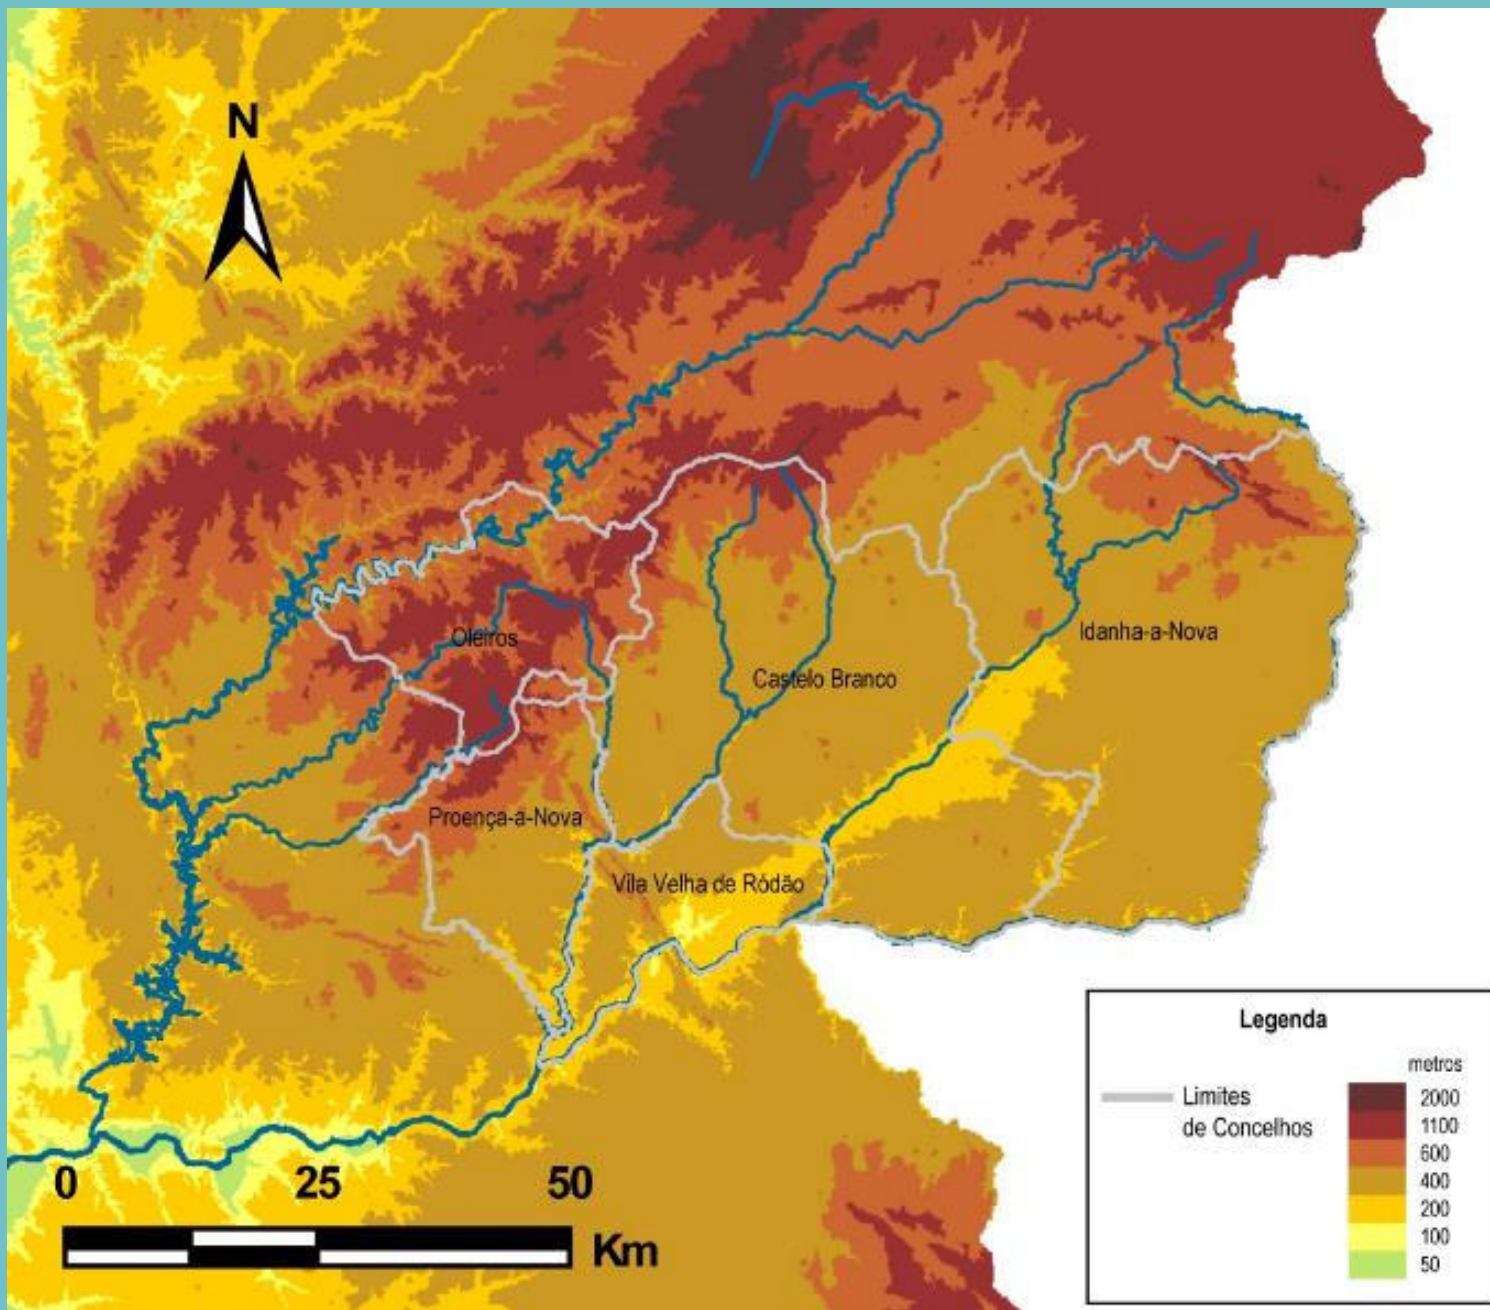 N
Oleiros
Idanha-a-Nova
Castelo Branco
Proença-a-Nova
Vila Velha de Ródão
Legenda
metros
Limites
de Concelhos
2000
1100
600
400
200
100
50
0 25 50
Km